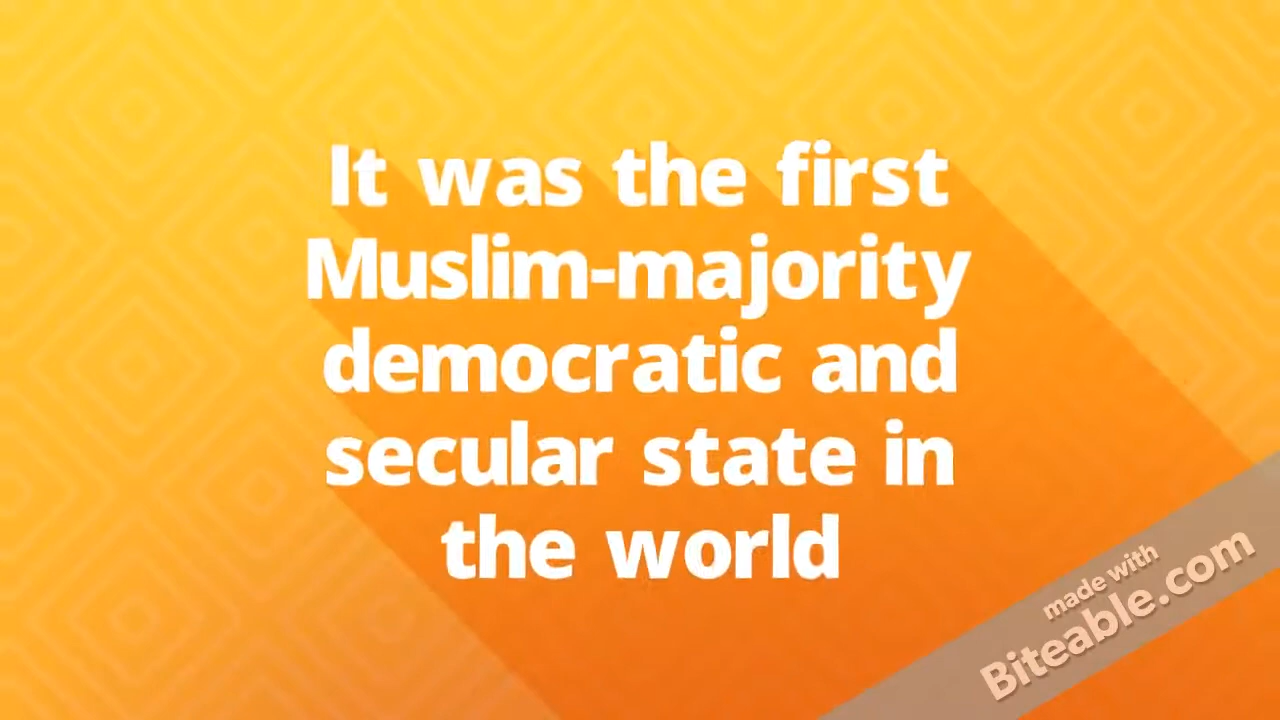 It was the first
Muslim-majority
democratic and
secular state in
the world
made with
Biteable.com